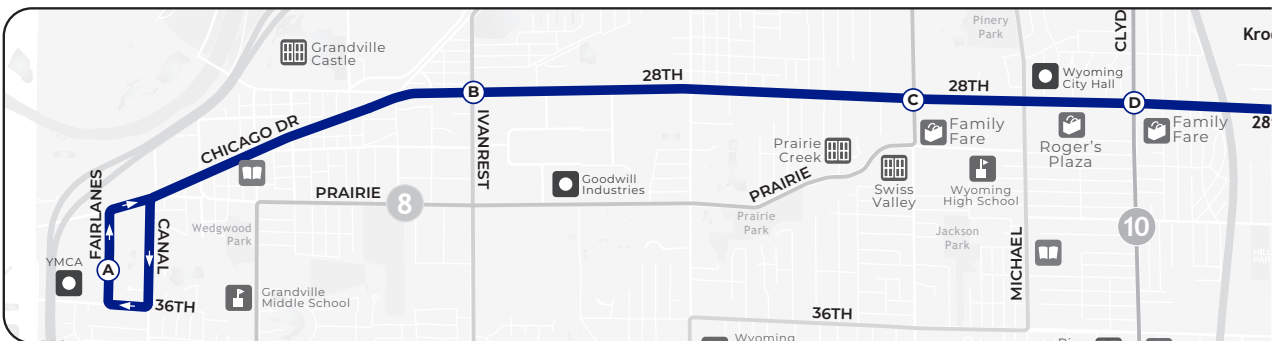 Pinery
Park
CLYD
Kro
Grandville
Castle
28TH
Wyoming
City Hall
B
28TH
C
D
28
CHICAGO DR
IVANREST
Family
Fare
Roger's
Plaza
Family
Fare
Prairie
Creek
Goodwill
Industries
PRAIRIE
8
PRAIRIE
Swiss
Valley
Wyoming
High School
FAIRLANES
CANAL
Wedgwood
Park
Prairie
Park
Jackson
Park
10
MICHAEL
YMCA
A
Grandville
Middle School
36TH
36TH
Wyoming